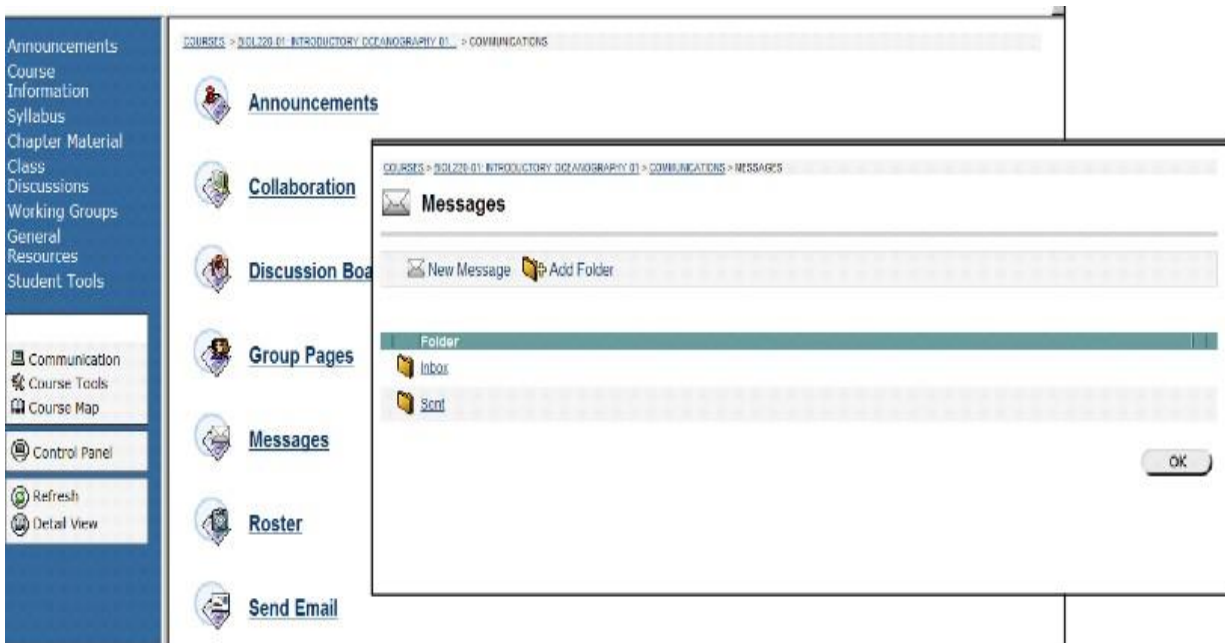 Announcements
Course
Information
Syllabus
Chapter Material
Class
Discussions
Working Groups
General
Resources
Student Tools
Communication
Course Tools
Course Map
Control Panel
Refresh
Detail View
COURSES > BIOL220-01: INTRODUCTORY OCEANOGRAPHY 01... > COMMUNICATIONS
Announcements
Collaboration
Discussion Boa
Group Pages
Messages
Roster
Send Email
COURSES > BIOL220-01: INTRODUCTORY OCEANOGRAPHY 01 > COMMUNICATIONS > MESSAGES
Messages
New Message Add Folder
Folder
Inbox
Sent
OK